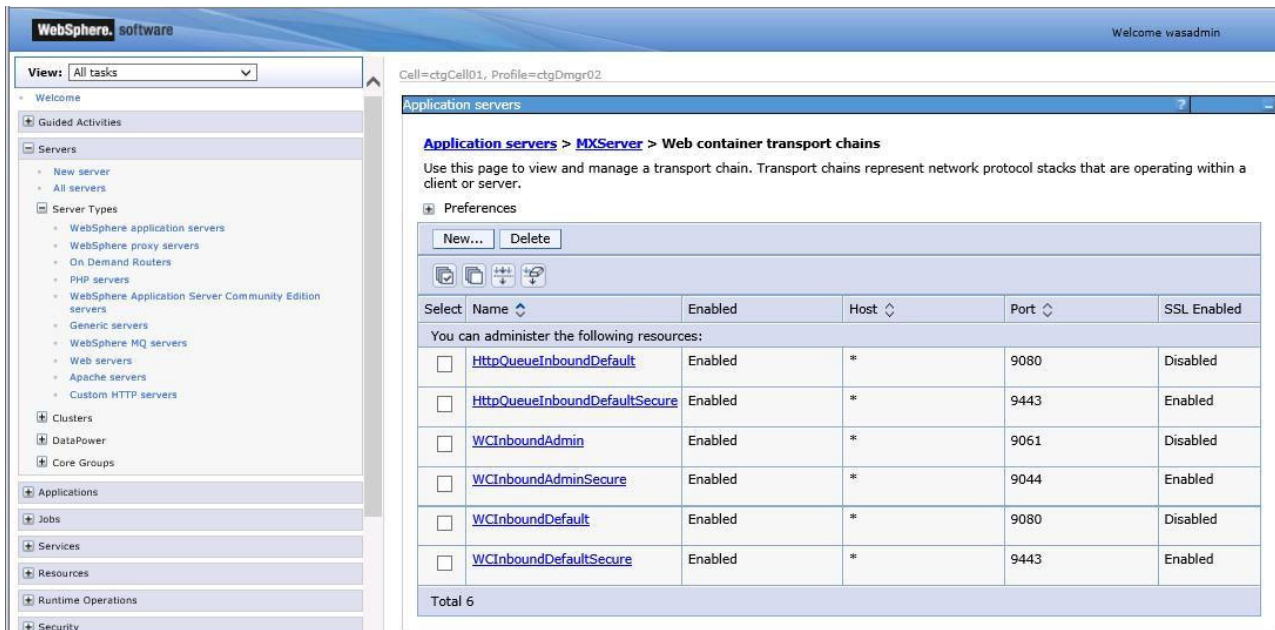 WebSphere. software
Welcome wasadmin
View: All tasks
Welcome
Guided Activities
Servers
New server
All servers
Server Types
WebSphere application servers
WebSphere proxy servers
On Demand Routers
PHP servers
WebSphere Application Server Community Edition
servers
Generic servers
WebSphere MQ servers
Web servers
Apache servers
Custom HTTP servers
Clusters
DataPower
Core Groups
Applications
Jobs
Services
Resources
Runtime Operations
Security
Cell=ctgCell01, Profile=ctgDmgr02
Application servers ? -
Application servers > MXServer > Web container transport chains
Use this page to view and manage a transport chain. Transport chains represent network protocol stacks that are operating within a
client or server.
Preferences
New... Delete
Select Name Enabled Host Port SSL Enabled
You can administer the following resources:
HttpQueueInboundDefault Enabled * 9080 Disabled
HttpQueueInboundDefaultSecure Enabled * 9443 Enabled
WCInboundAdmin Enabled * 9061 Disabled
WCInboundAdminSecure Enabled * 9044 Enabled
WCInboundDefault Enabled * 9080 Disabled
WCInboundDefaultSecure Enabled * 9443 Enabled
Total 6